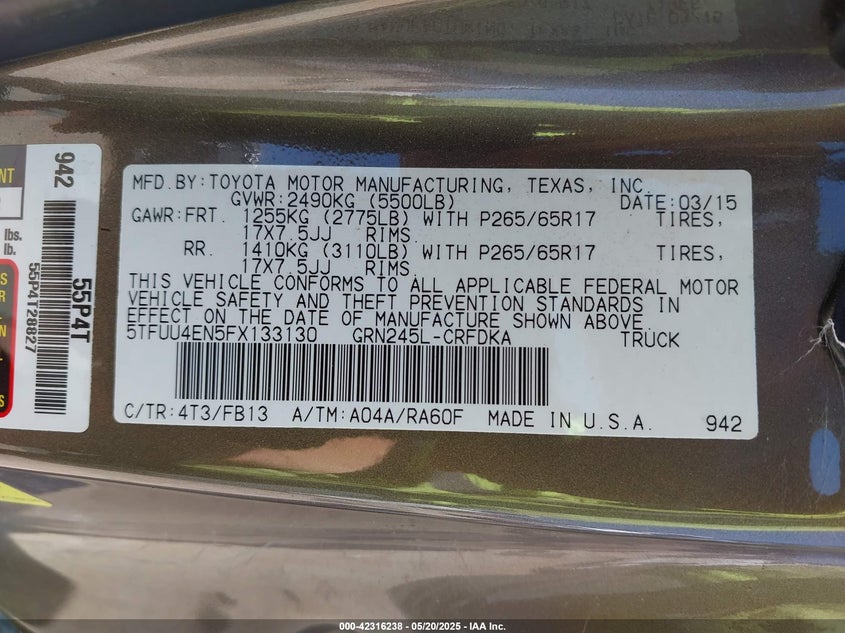 MFD.BY:TOYOTA MOTOR MANUFACTURING, TEXAS, INC.
GVWR:2490KG (5500LB) DATE:03/15
GAWR:FRT. 1255KG (2775LB) WITH P265/65R17 TIRES,
17X7.5JJ RIMS.
RR. 1410KG (3110LB) WITH P265/65R17 TIRES,
17X7.5JJ RIMS.
THIS VEHICLE CONFORMS TO ALL APPLICABLE FEDERAL MOTOR
VEHICLE SAFETY AND THEFT PREVENTION STANDARDS IN
EFFECT ON THE DATE OF MANUFACTURE SHOWN ABOVE.
5TFUU4EN5FX133130 GRN245L-CRFDKA TRUCK
C/TR:4T3/FB13 A/TM:A04A/RA60F MADE IN U.S.A. 942
942
55P4T
55P4T28827
lbs.
lb.
000-42316238 — 05/20/2025 — IAA Inc.